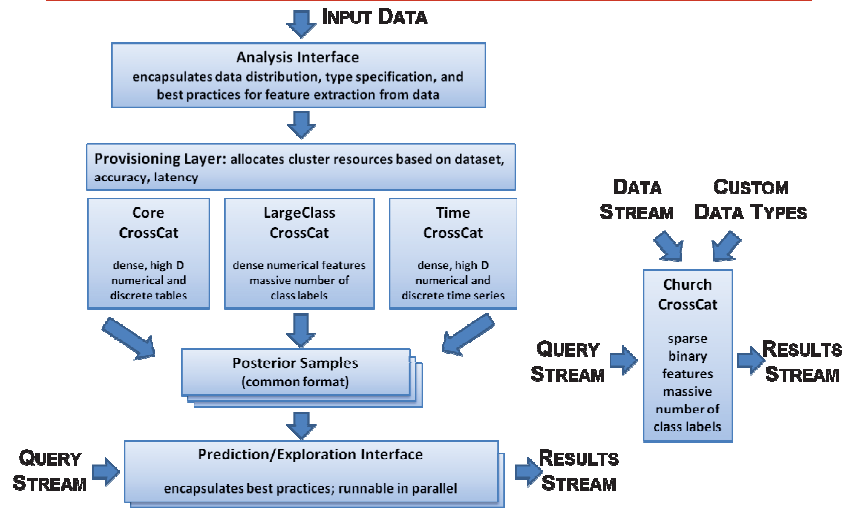 INPUT DATA
Analysis Interface
encapsulates data distribution, type specification, and
best practices for feature extraction from data
Provisioning Layer: allocates cluster resources based on dataset,
accuracy, latency
Core
CrossCat
dense, high D
numerical and
discrete tables
LargeClass
CrossCat
dense numerical features
massive number of
class labels
Time
CrossCat
dense, high D
numerical and
discrete time series
Posterior Samples
(common format)
QUERY
STREAM
Prediction/Exploration Interface
encapsulates best practices; runnable in parallel
RESULTS
STREAM
DATA
STREAM
CUSTOM
DATA TYPES
QUERY
STREAM
Church
CrossCat
sparse
binary
features
massive
number of
class labels
RESULTS
STREAM